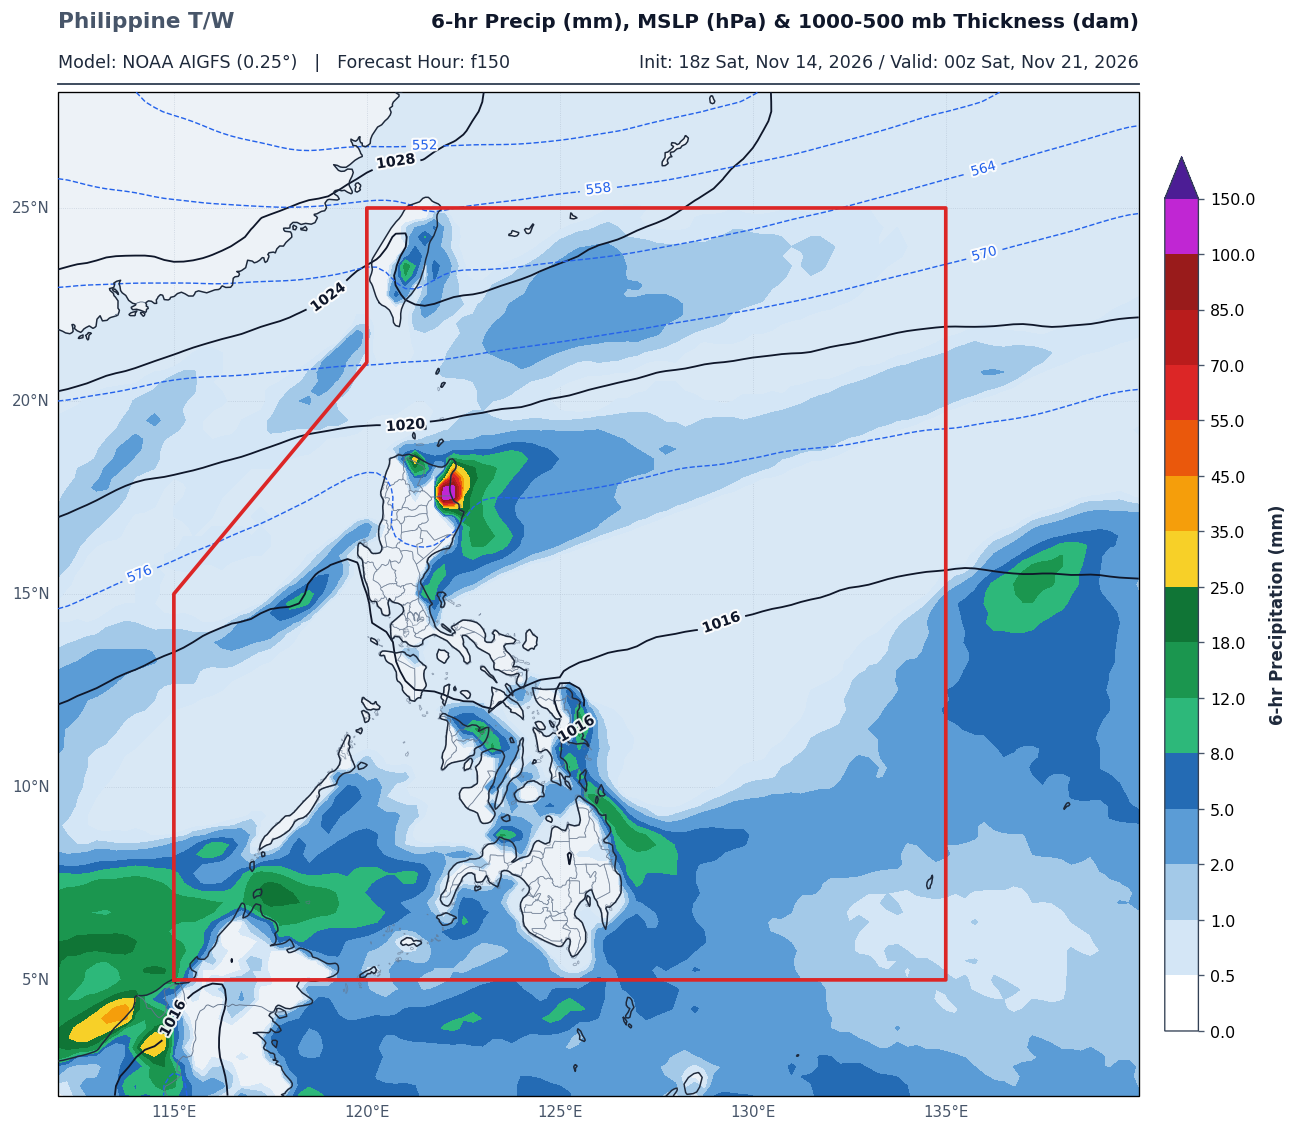 Philippine T/W
6-hr Precip (mm), MSLP (hPa) & 1000-500 mb Thickness (dam)
Model: NOAA AIGFS (0.25°) | Forecast Hour: f150
Init: 18z Sat, Nov 14, 2026 / Valid: 00z Sat, Nov 21, 2026
552
1028
558
564
570
1024
1020
576
1016
1016
1016
25°N
20°N
15°N
10°N
5°N
115°E
120°E
125°E
130°E
135°E
150.0
100.0
85.0
70.0
55.0
45.0
35.0
25.0
18.0
12.0
8.0
5.0
2.0
1.0
0.5
0.0
6-hr Precipitation (mm)